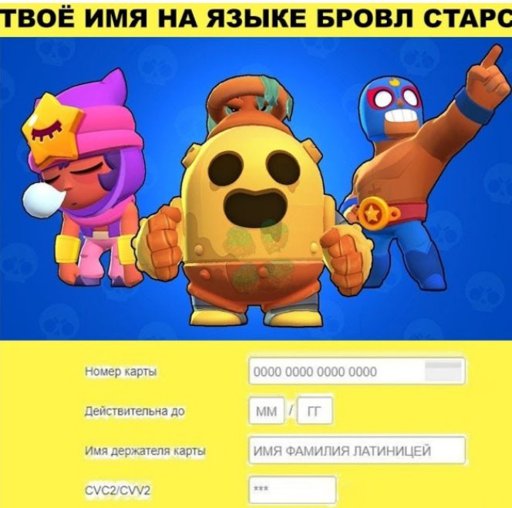 ТВОЁ ИМЯ НА ЯЗЫКЕ БРОВЛ СТАРС
Номер карты
0000 0000 0000 0000
Действительна до
ММ / ГГ
Имя держателя карты
ИМЯ ФАМИЛИЯ ЛАТИНИЦЕЙ
CVC2/CVV2
***